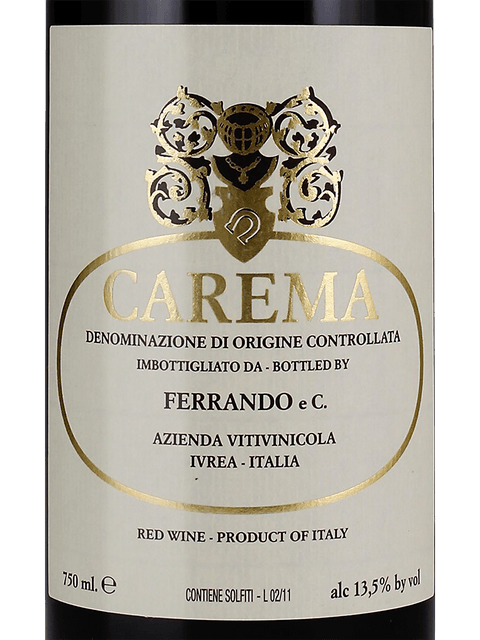 CAREMA
DENOMINAZIONE DI ORIGINE CONTROLLATA
IMBOTTIGLIATO DA - BOTTLED BY
FERRANDO e C.
AZIENDA VITIVINICOLA
IVREA - ITALIA
RED WINE - PRODUCT OF ITALY
750 ml. ℮
CONTIENE SOLFITI - L 02/11
alc 13,5% by vol